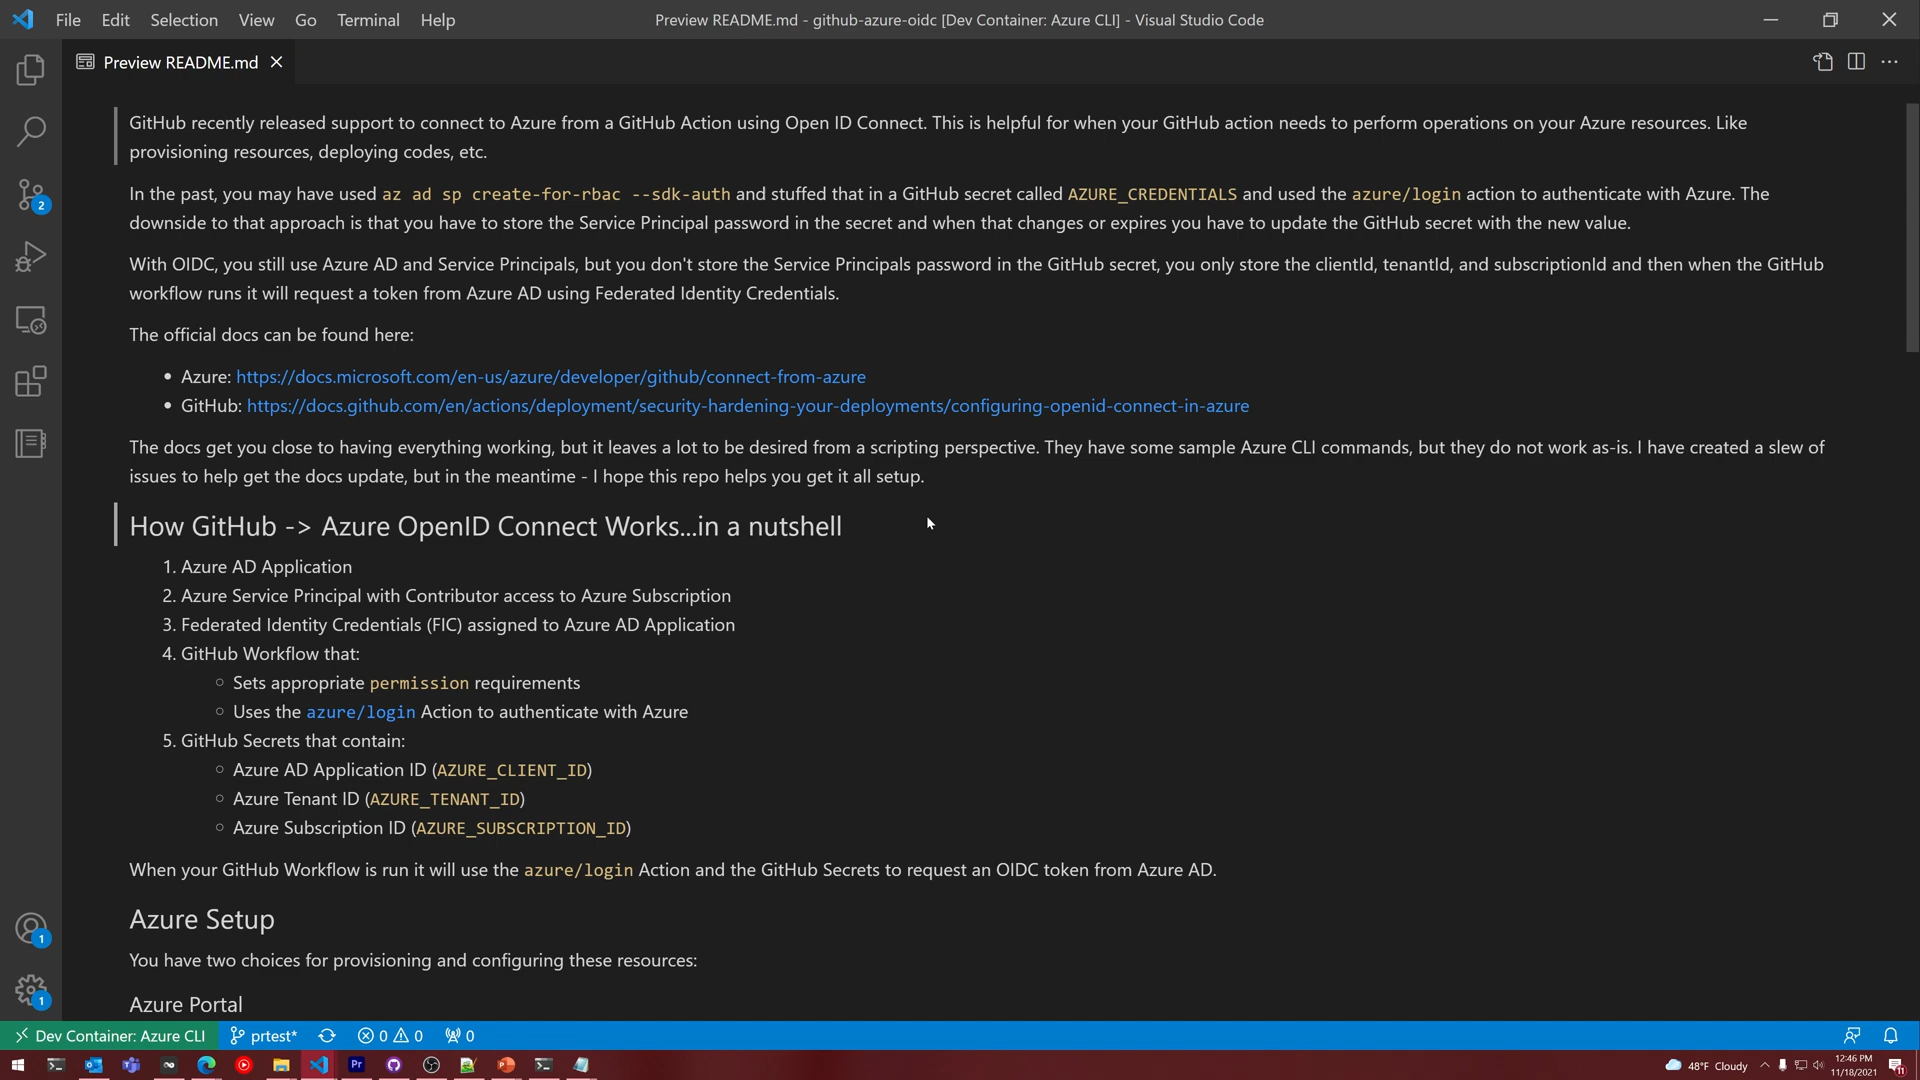 File Edit Selection View Go Terminal Help
Preview README.md - github-azure-oidc [Dev Container: Azure CLI] - Visual Studio Code
Preview README.md
GitHub recently released support to connect to Azure from a GitHub Action using Open ID Connect. This is helpful for when your GitHub action needs to perform operations on your Azure resources. Like
provisioning resources, deploying codes, etc.
In the past, you may have used az ad sp create-for-rbac --sdk-auth and stuffed that in a GitHub secret called AZURE_CREDENTIALS and used the azure/login action to authenticate with Azure. The
downside to that approach is that you have to store the Service Principal password in the secret and when that changes or expires you have to update the GitHub secret with the new value.
With OIDC, you still use Azure AD and Service Principals, but you don't store the Service Principals password in the GitHub secret, you only store the clientId, tenantId, and subscriptionId and then when the GitHub
workflow runs it will request a token from Azure AD using Federated Identity Credentials.
The official docs can be found here:
• Azure: https://docs.microsoft.com/en-us/azure/developer/github/connect-from-azure
• GitHub: https://docs.github.com/en/actions/deployment/security-hardening-your-deployments/configuring-openid-connect-in-azure
The docs get you close to having everything working, but it leaves a lot to be desired from a scripting perspective. They have some sample Azure CLI commands, but they do not work as-is. I have created a slew of
issues to help get the docs update, but in the meantime - I hope this repo helps you get it all setup.
How GitHub -> Azure OpenID Connect Works...in a nutshell
1. Azure AD Application
2. Azure Service Principal with Contributor access to Azure Subscription
3. Federated Identity Credentials (FIC) assigned to Azure AD Application
4. GitHub Workflow that:
○ Sets appropriate permission requirements
○ Uses the azure/login Action to authenticate with Azure
5. GitHub Secrets that contain:
○ Azure AD Application ID (AZURE_CLIENT_ID)
○ Azure Tenant ID (AZURE_TENANT_ID)
○ Azure Subscription ID (AZURE_SUBSCRIPTION_ID)
When your GitHub Workflow is run it will use the azure/login Action and the GitHub Secrets to request an OIDC token from Azure AD.
Azure Setup
You have two choices for provisioning and configuring these resources:
Azure Portal
2
1
1
Dev Container: Azure CLI prtest* 0 0 0
Pr
48°F Cloudy
12:46 PM
11/18/2021
11